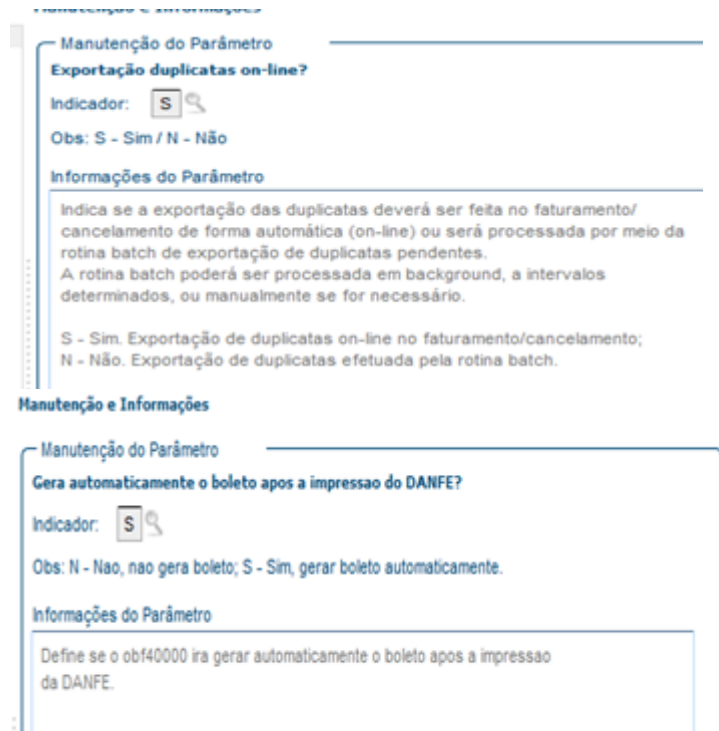 Manutenção e Informações
Manutenção do Parâmetro
Exportação duplicatas on-line?
Indicador: S
Obs: S - Sim / N - Não
Informações do Parâmetro
Indica se a exportação das duplicatas deverá ser feita no faturamento/
cancelamento de forma automática (on-line) ou será processada por meio da
rotina batch de exportação de duplicatas pendentes.
A rotina batch poderá ser processada em background, a intervalos
determinados, ou manualmente se for necessário.
S - Sim. Exportação de duplicatas on-line no faturamento/cancelamento;
N - Não. Exportação de duplicatas efetuada pela rotina batch.
Manutenção e Informações
Manutenção do Parâmetro
Gera automaticamente o boleto apos a impressao do DANFE?
Indicador: S
Obs: N - Nao, nao gera boleto; S - Sim, gerar boleto automaticamente.
Informações do Parâmetro
Define se o obf40000 ira gerar automaticamente o boleto apos a impressao
da DANFE.